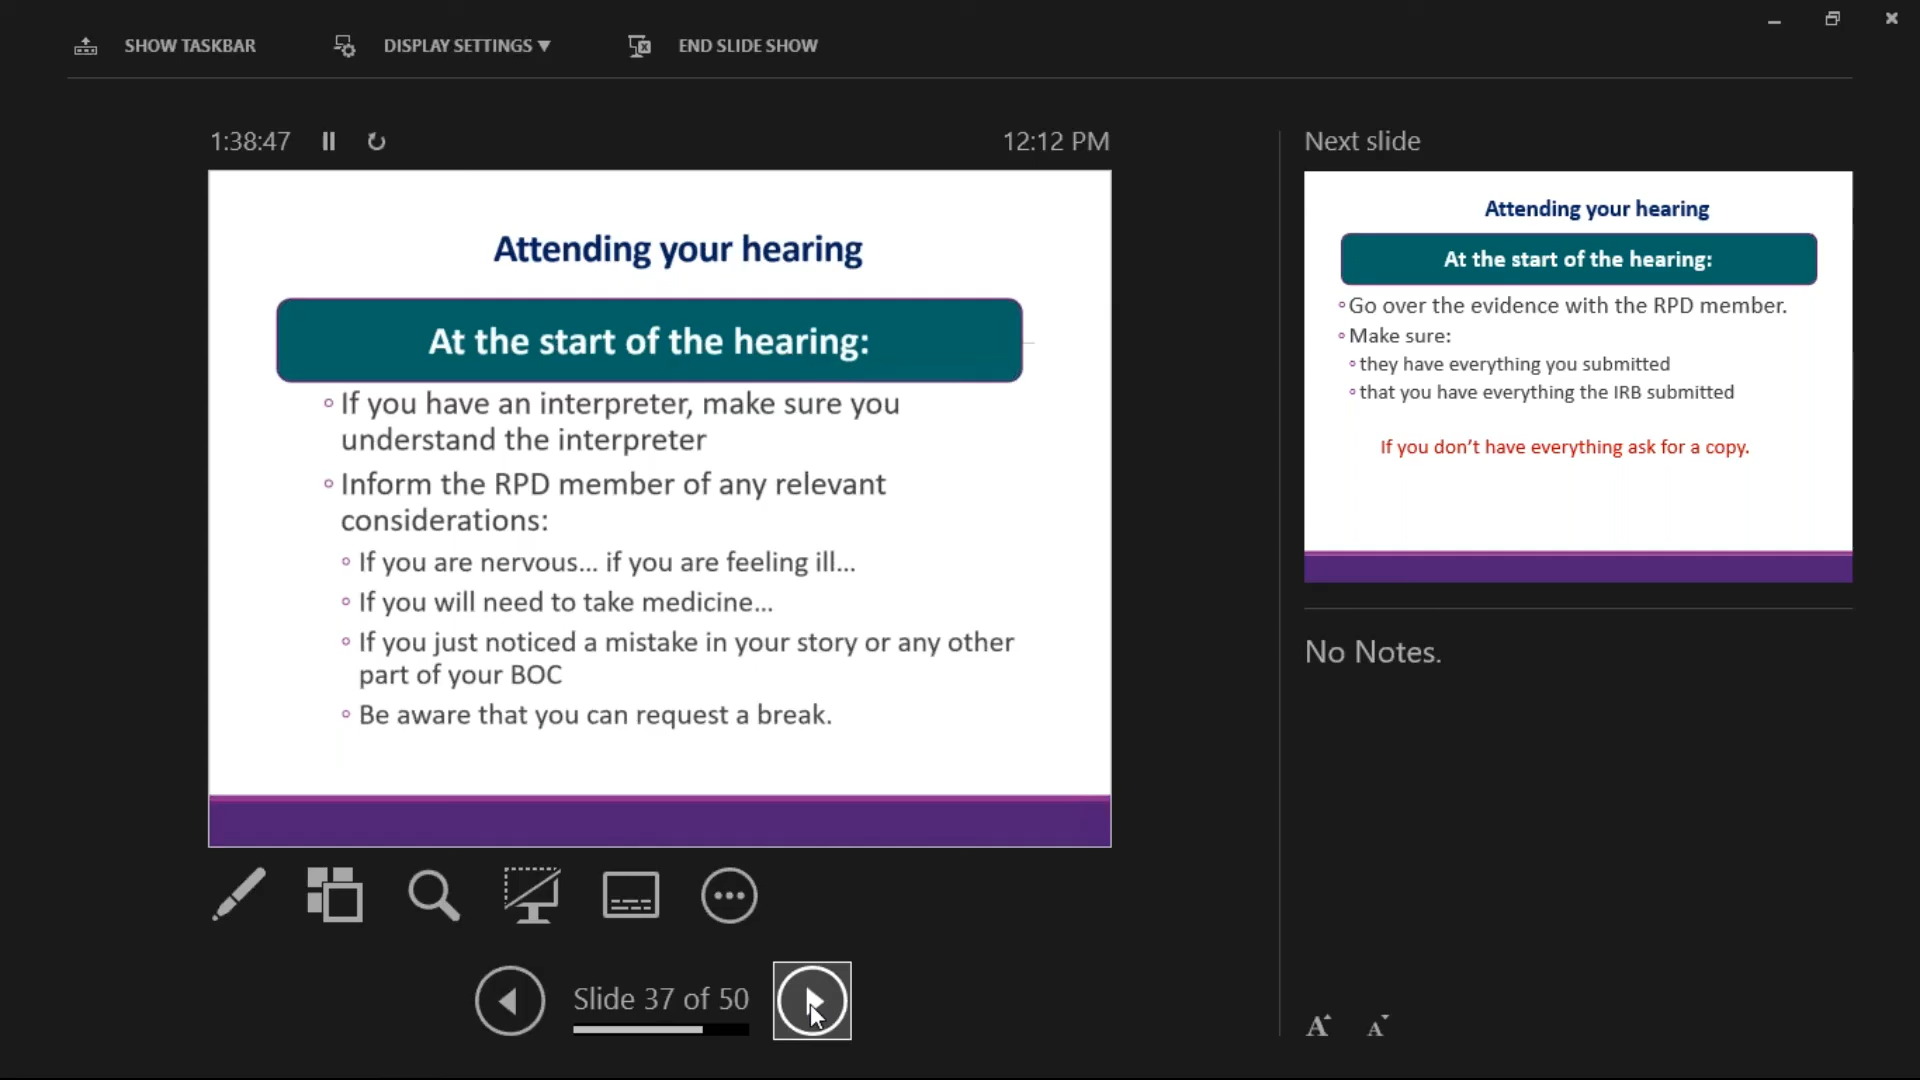 SHOW TASKBAR
DISPLAY SETTINGS ▼
END SLIDE SHOW
1:38:47
12:12 PM
Attending your hearing
At the start of the hearing:
◦ If you have an interpreter, make sure you
understand the interpreter
◦ Inform the RPD member of any relevant
considerations:
◦ If you are nervous... if you are feeling ill...
◦ If you will need to take medicine...
◦ If you just noticed a mistake in your story or any other
part of your BOC
◦ Be aware that you can request a break.
Slide 37 of 50
Next slide
Attending your hearing
At the start of the hearing:
◦ Go over the evidence with the RPD member.
◦ Make sure:
◦ they have everything you submitted
◦ that you have everything the IRB submitted
If you don’t have everything ask for a copy.
No Notes.
A A